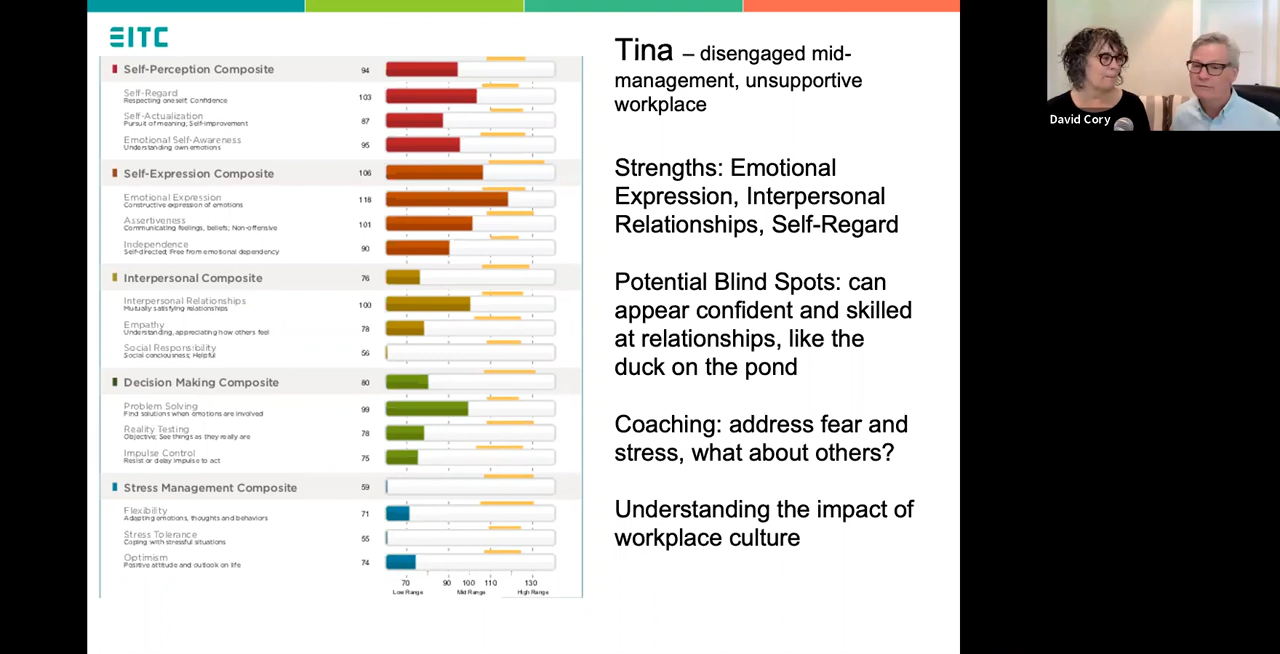 EITC
Self-Perception Composite 94
Self-Regard 103
Respecting oneself; Confidence
Self-Actualization 87
Pursuit of meaning; Self-improvement
Emotional Self-Awareness 95
Understanding own emotions
Self-Expression Composite 106
Emotional Expression 118
Constructive expression of emotions
Assertiveness 101
Communicating feelings, beliefs; Non-offensive
Independence 90
Self-directed; Free from emotional dependency
Interpersonal Composite 76
Interpersonal Relationships 100
Mutually satisfying relationships
Empathy 78
Understanding, appreciating how others feel
Social Responsibility 56
Social conciousness; Helpful
Decision Making Composite 80
Problem Solving 99
Find solutions when emotions are involved
Reality Testing 78
Objective; See things as they really are
Impulse Control 75
Resist or delay impulse to act
Stress Management Composite 59
Flexibility 71
Adapting emotions, thoughts and behaviors
Stress Tolerance 55
Coping with stressful situations
Optimism 74
Positive attitude and outlook on life
70 90 100 110 130
Low Range Mid Range High Range
Tina – disengaged mid-
management, unsupportive
workplace
Strengths: Emotional
Expression, Interpersonal
Relationships, Self-Regard
Potential Blind Spots: can
appear confident and skilled
at relationships, like the
duck on the pond
Coaching: address fear and
stress, what about others?
Understanding the impact of
workplace culture
David Cory